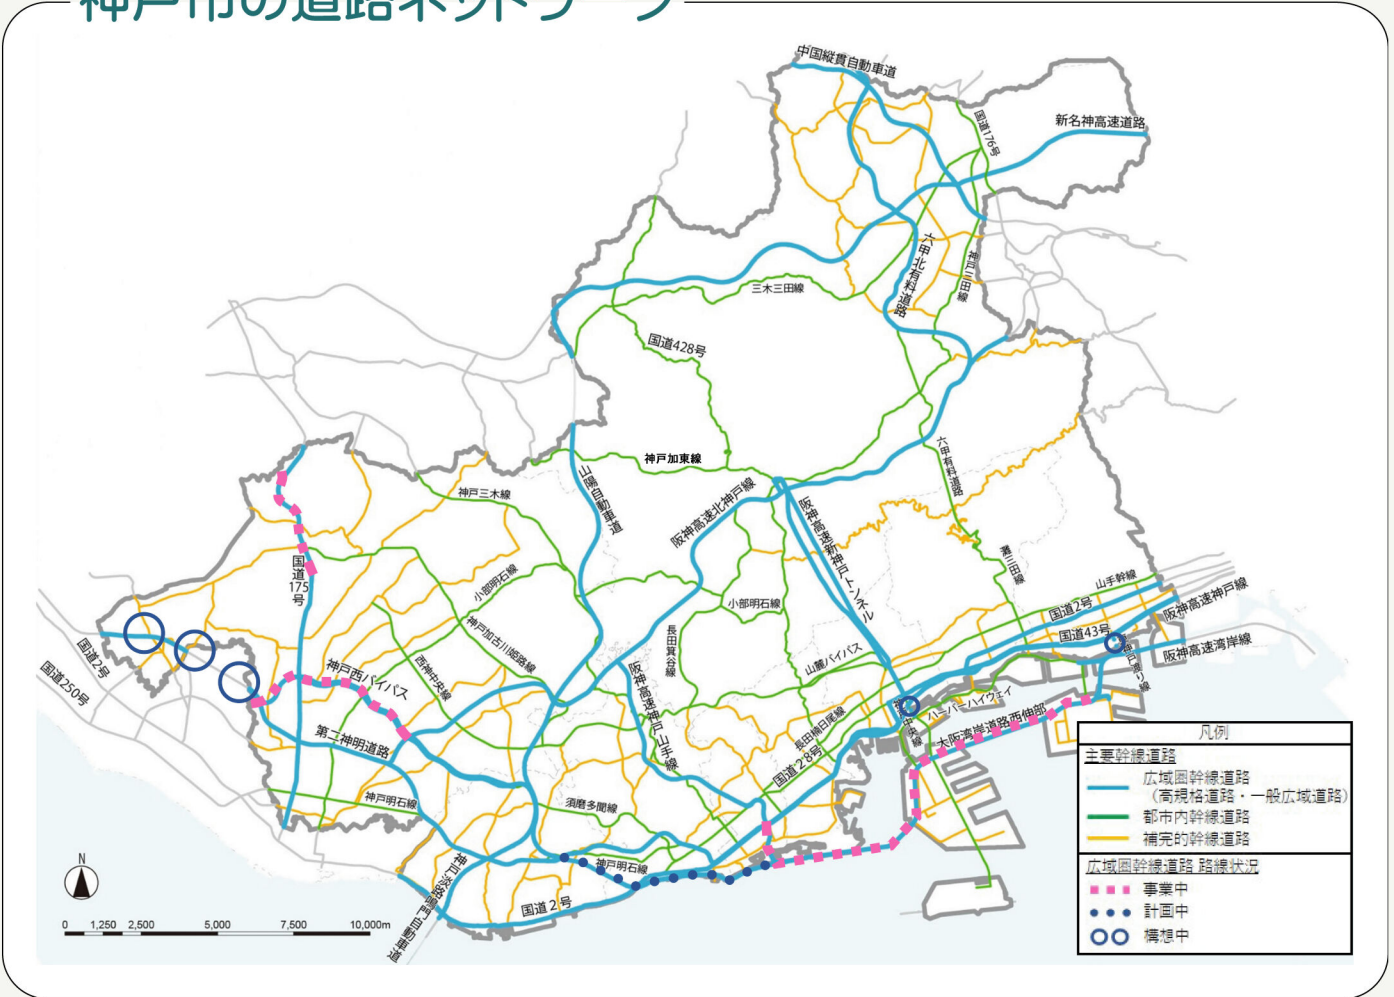 神戸市の道路ネットワーク
中国縦貫自動車道
新名神高速道路
国道176号
六甲北有料道路
神戸三田線
三木三田線
国道428号
神戸加東線
山陽自動車道
神戸三木線
阪神高速北神戸線
阪神高速新神戸トンネル
六甲有料道路
灘三田線
国道175号
小部明石線
小部明石線
山手幹線
国道2号
国道43号
阪神高速神戸線
阪神高速湾岸線
国道2号
国道250号
神戸加古川姫路線
西神中央線
神戸西バイパス
長田箕谷線
山麓バイパス
阪神高速神戸山手線
ハーバーハイウェイ
大阪湾岸道路西伸部
第二神明道路
長田楠日尾線
国道28号
神戸明石線
須磨多聞線
神戸明石線
国道2号
神戸淡路鳴門自動車道
N
0 1,250 2,500 5,000 7,500 10,000m
凡例
主要幹線道路
広域圏幹線道路
(高規格道路・一般広域道路)
都市内幹線道路
補完的幹線道路
広域圏幹線道路 路線状況
事業中
計画中
構想中